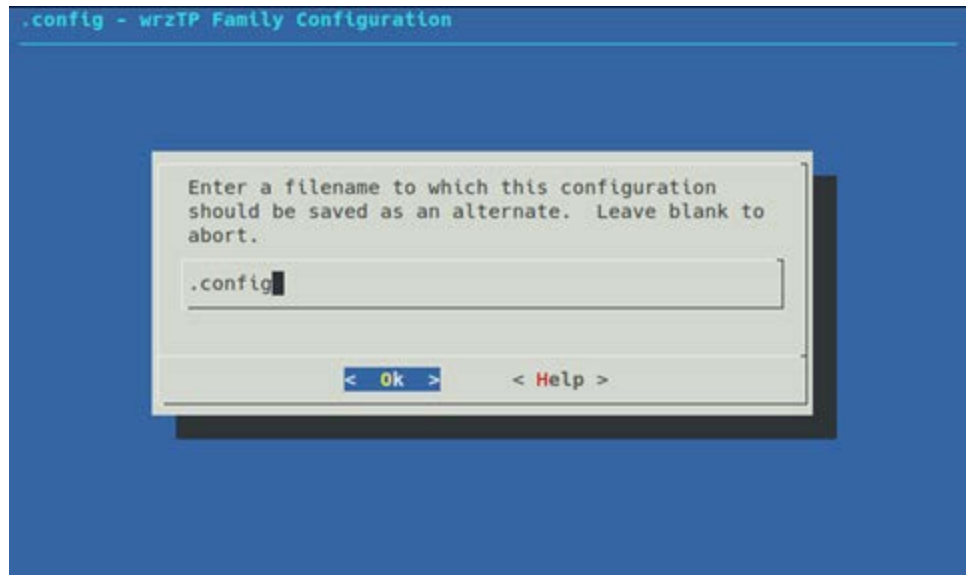 .config - wrzTP Family Configuration
Enter a filename to which this configuration
should be saved as an alternate.  Leave blank to
abort.
.config
<  Ok  >     < Help >